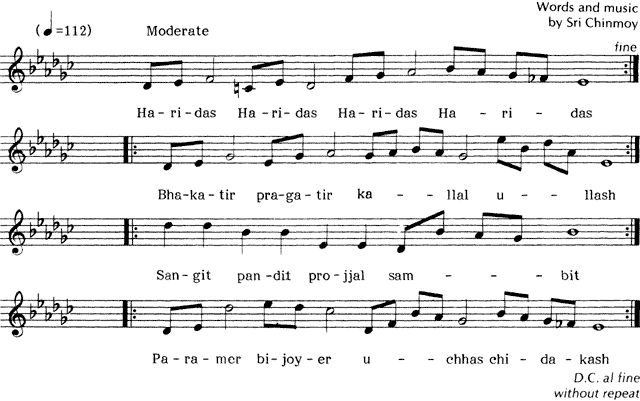 Words and music
(♩=112) Moderate by Sri Chinmoy
fine
Ha-ri-das Ha-ri-das Ha-ri-das Ha - ri - das
Bha-ka-tir pra-ga-tir ka - - llal u - - llash
San-git pan-dit pro-jjal sam - - - - bit
Pa-ra-mer bi-joy-er u - - chhas chi-da-kash
D.C. al fine
without repeat